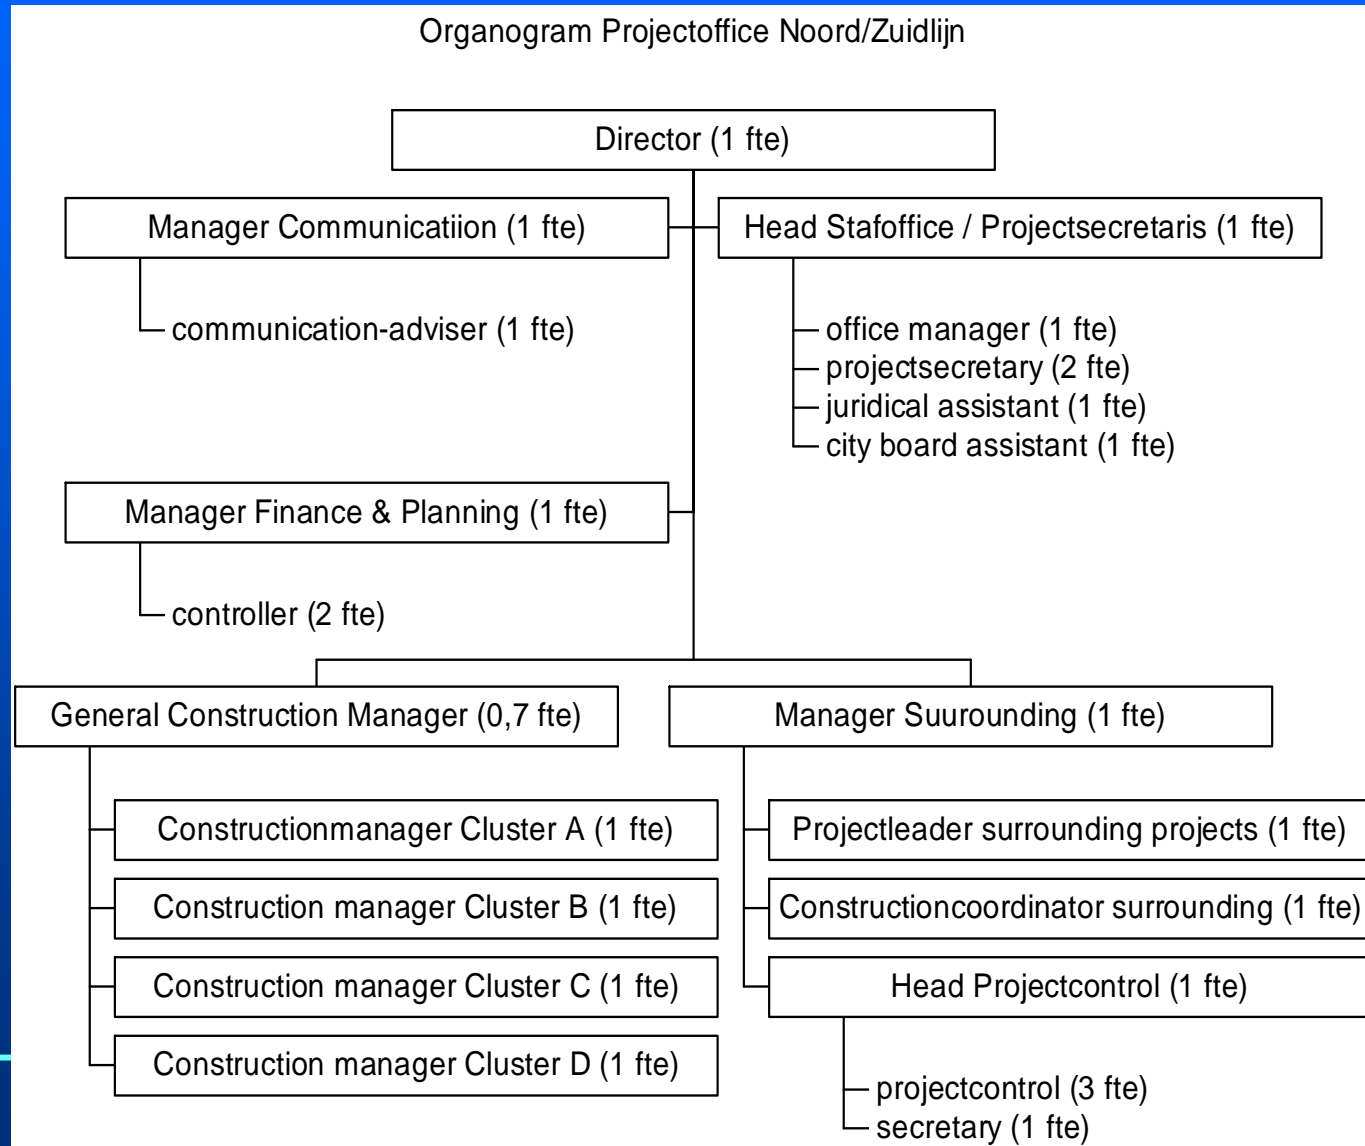 Organogram Projectoffice Noord/Zuidlijn
Director (1 fte)
Manager Communicatiion (1 fte)
Head Stafoffice / Projectsecretaris (1 fte)
communication-adviser (1 fte)
office manager (1 fte)
projectsecretary (2 fte)
juridical assistant (1 fte)
city board assistant (1 fte)
Manager Finance & Planning (1 fte)
controller (2 fte)
General Construction Manager (0,7 fte)
Manager Suurounding (1 fte)
Constructionmanager Cluster A (1 fte)
Construction manager Cluster B (1 fte)
Construction manager Cluster C (1 fte)
Construction manager Cluster D (1 fte)
Projectleader surrounding projects (1 fte)
Constructioncoordinator surrounding (1 fte)
Head Projectcontrol (1 fte)
projectcontrol (3 fte)
secretary (1 fte)